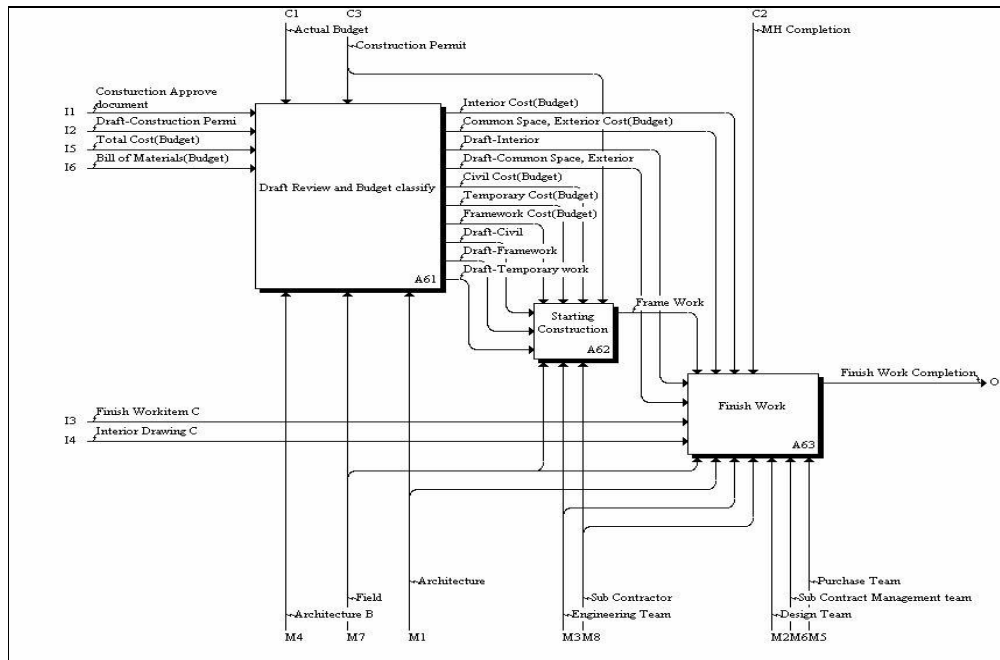 C1
C3
C2
Actual Budget
MH Completion
Construction Permit
Consturction Approve
document
I1
Interior Cost(Budget)
I2
Draft-Construction Permi
Common Space, Exterior Cost(Budget)
I5
Total Cost(Budget)
Draft-Interior
I6
Bill of Materials(Budget)
Draft-Common Space, Exterior
Draft Review and Budget classify
Civil Cost(Budget)
Temporary Cost(Budget)
Framework Cost(Budget)
Draft-Civil
Draft-Framework
A61
Draft-Temporary work
Frame Work
Starting
Construction
A62
Finish Work Completion
O
Finish Work
I3
Finish Workitem C
I4
Interior Drawing C
A63
Architecture
Purchase Team
Field
Sub Contractor
Sub Contract Management team
Architecture B
Engineering Team
Design Team
M4
M7
M1
M3M8
M2M6M5